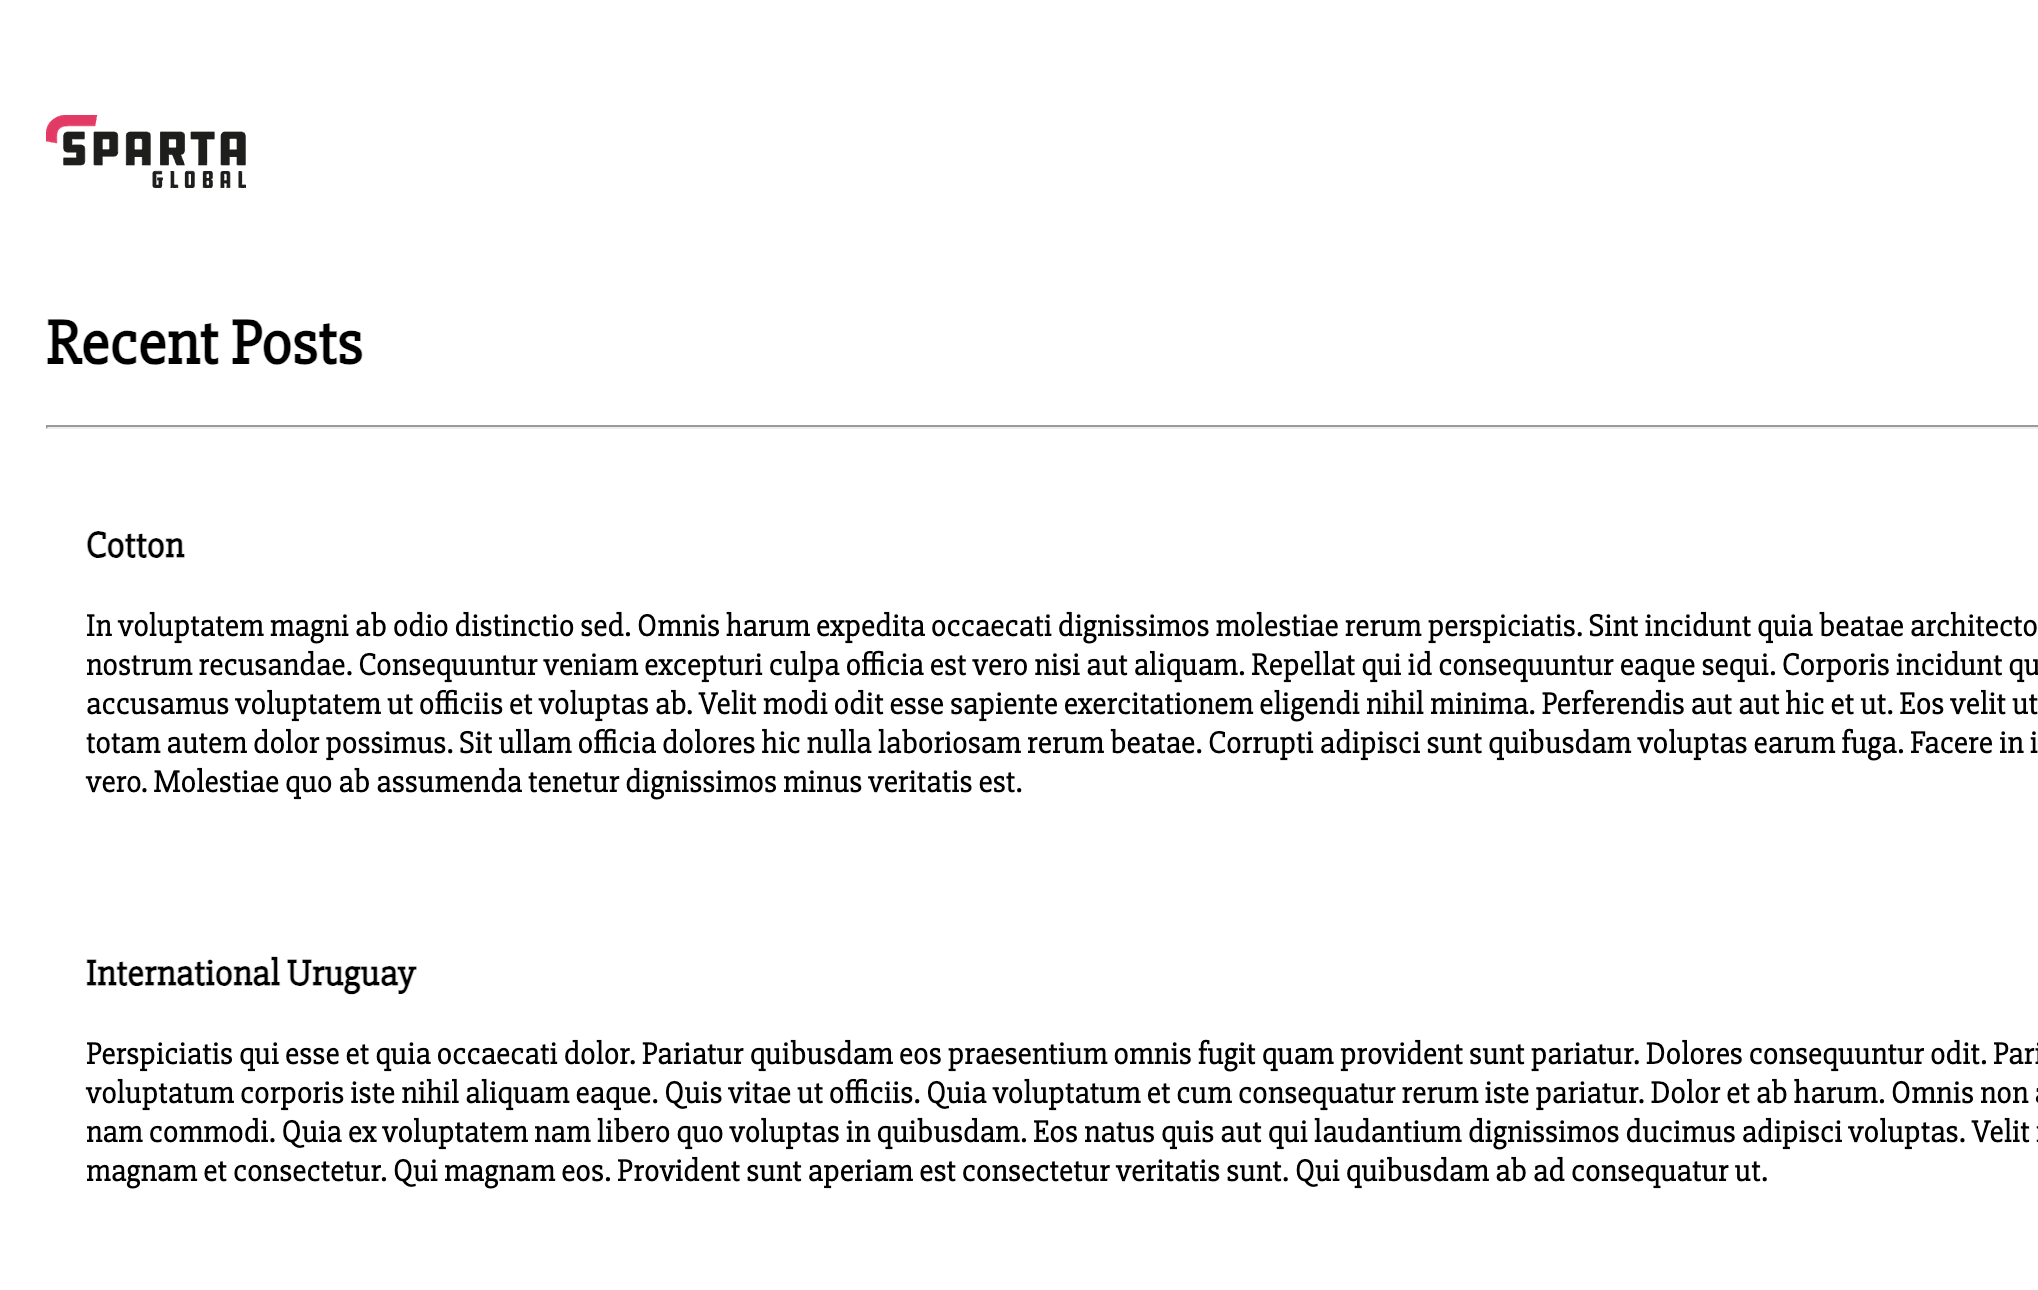 SPARTA
GLOBAL
Recent Posts
Cotton
In voluptatem magni ab odio distinctio sed. Omnis harum expedita occaecati dignissimos molestiae rerum perspiciatis. Sint incidunt quia beatae architecto
nostrum recusandae. Consequuntur veniam excepturi culpa officia est vero nisi aut aliquam. Repellat qui id consequuntur eaque sequi. Corporis incidunt
accusamus voluptatem ut officiis et voluptas ab. Velit modi odit esse sapiente exercitationem eligendi nihil minima. Perferendis aut aut hic et ut. Eos velit ut
totam autem dolor possimus. Sit ullam officia dolores hic nulla laboriosam rerum beatae. Corrupti adipisci sunt quibusdam voluptas earum fuga. Facere in
vero. Molestiae quo ab assumenda tenetur dignissimos minus veritatis est.
International Uruguay
Perspiciatis qui esse et quia occaecati dolor. Pariatur quibusdam eos praesentium omnis fugit quam provident sunt pariatur. Dolores consequuntur odit.
voluptatum corporis iste nihil aliquam eaque. Quis vitae ut officiis. Quia voluptatum et cum consequatur rerum iste pariatur. Dolor et ab harum. Omnis non
nam commodi. Quia ex voluptatem nam libero quo voluptas in quibusdam. Eos natus quis aut qui laudantium dignissimos ducimus adipisci voluptas. Velit
magnam et consectetur. Qui magnam eos. Provident sunt aperiam est consectetur veritatis sunt. Qui quibusdam ab ad consequatur ut.